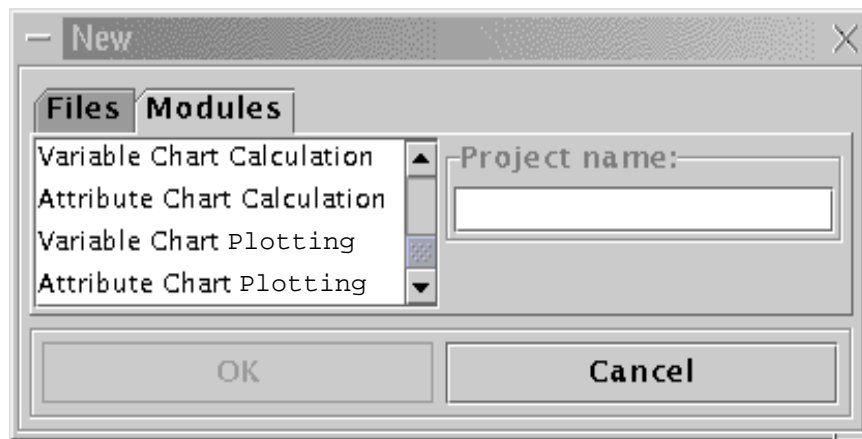 New
Files Modules
Variable Chart Calculation
Attribute Chart Calculation
Variable Chart Plotting
Attribute Chart Plotting
Project name:
OK Cancel